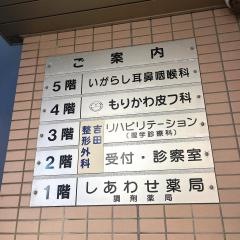 ご案内
5階 いがらし耳鼻咽喉科
4階 もりかわ皮フ科
3階 吉田整形外科 リハビリテーション
(理学診療科)
2階 受付・診察室
1階 しあわせ薬局
調剤薬局